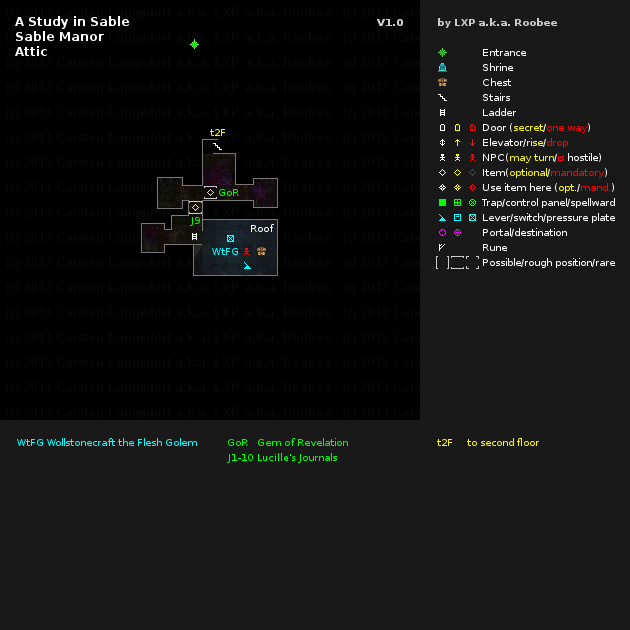 A Study in Sable
Sable Manor
Attic
V1.0
t2F
GoR
J9
Roof
WtFG
by LXP a.k.a. Roobee
Entrance
Shrine
Chest
Stairs
Ladder
Door (secret/one way)
Elevator/rise/drop
NPC(may turn/is hostile)
Item(optional/mandatory)
Use item here (opt./mand.)
Trap/control panel/spellward
Lever/switch/pressure plate
Portal/destination
Rune
Possible/rough position/rare
WtFG Wollstonecraft the Flesh Golem
GoR Gem of Revelation
J1-10 Lucille's Journals
t2F to second floor